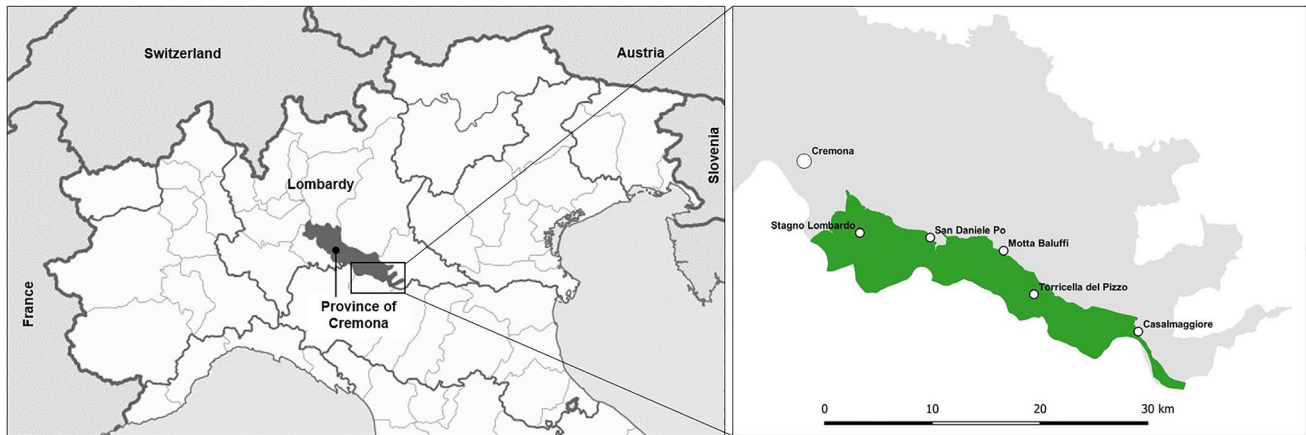 Switzerland
Austria
Slovenia
Lombardy
France
Province of
Cremona
Cremona
Stagno Lombardo
San Daniele Po
Motta Baluffi
Torricella del Pizzo
Casalmaggiore
0 10 20 30 km